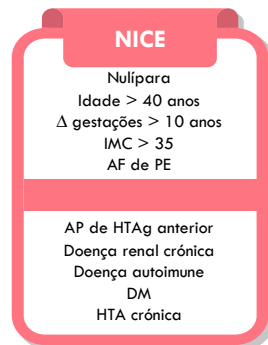 NICE
Nulípara
Idade > 40 anos
Δ gestações > 10 anos
IMC > 35
AF de PE
AP de HTAg anterior
Doença renal crónica
Doença autoimune
DM
HTA crónica